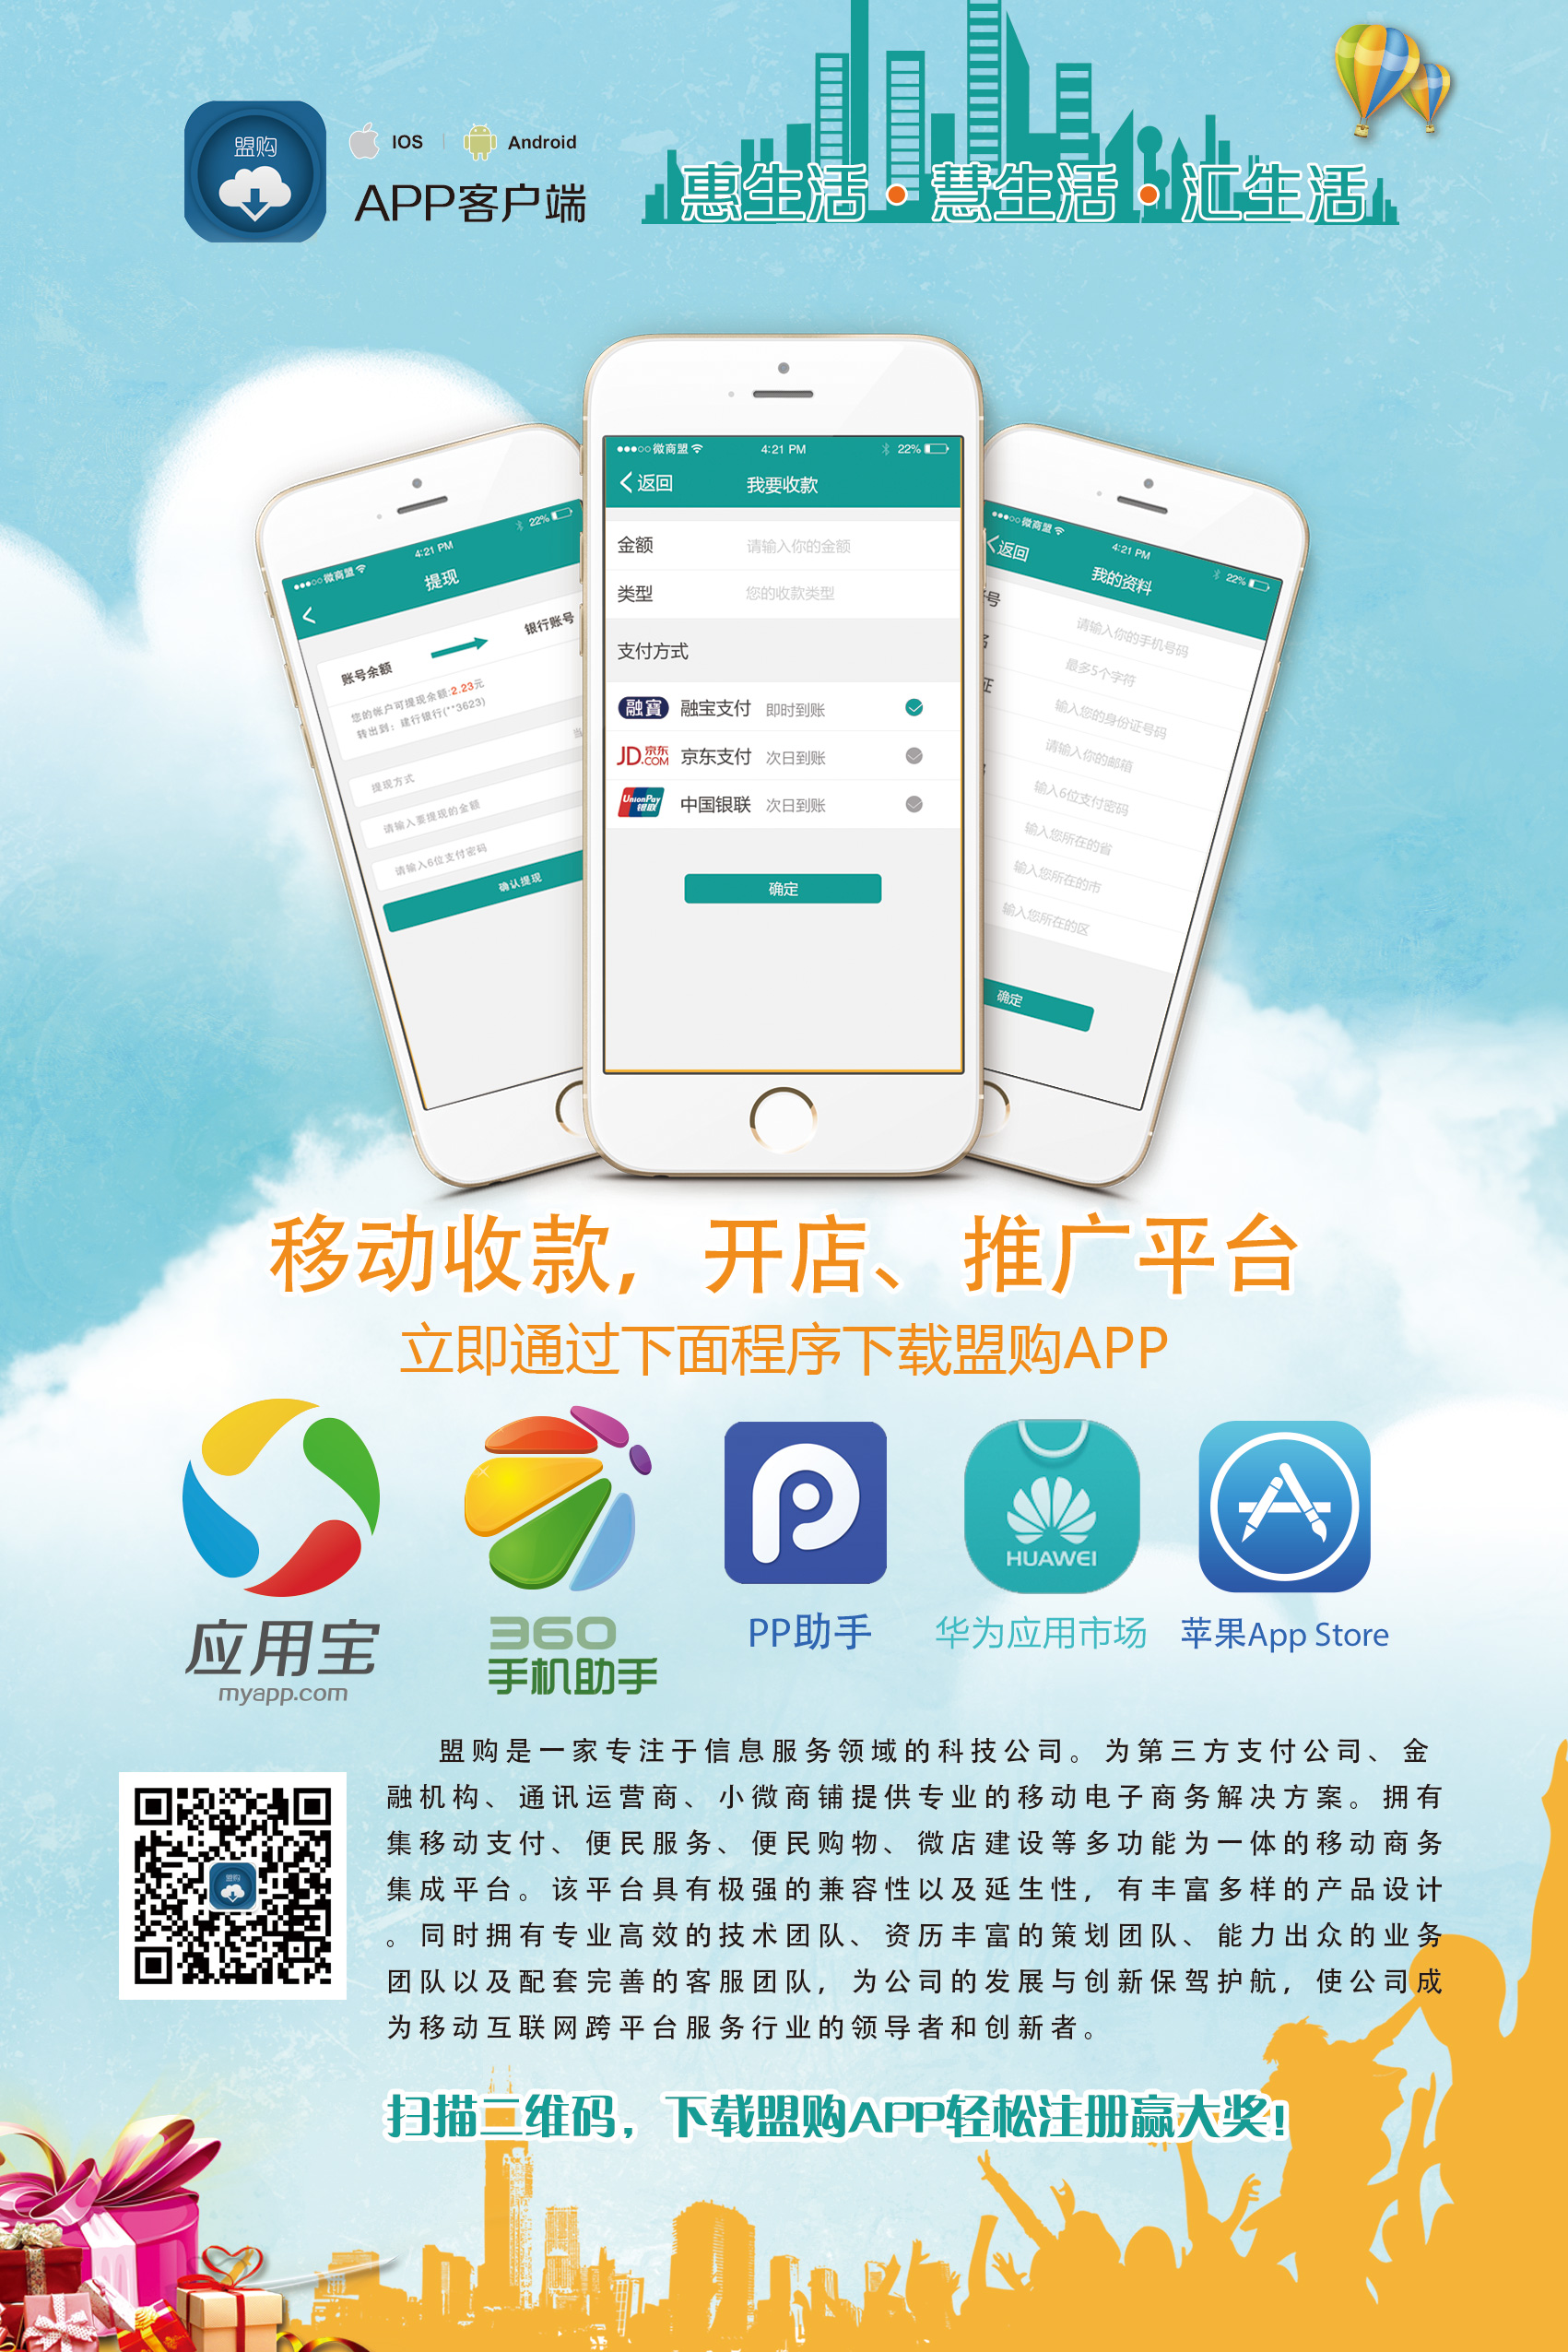 盟购
IOS
Android
APP客户端
惠生活·慧生活·汇生活
微商盟 4:21 PM 22%
提现
账号余额
银行账号
您的帐户可提现余额:2.23元
转出到：建行银行(**3623)
提现方式
请输入要提现的金额
请输入6位支付密码
确认提现
微商盟 4:21 PM 22%
返回 我要收款
金额 请输入你的金额
类型 您的收款类型
支付方式
融寶 融宝支付 即时到账
JD.COM 京东 京东支付 次日到账
UnionPay 银联 中国银联 次日到账
确定
微商盟 4:21 PM 22%
返回 我的资料
号 请输入你的手机号码
名 最多5个字符
证 输入您的身份证号码
请输入你的邮箱
输入6位支付密码
输入您所在的省
输入您所在的市
输入您所在的区
确定
移动收款，开店、推广平台
立即通过下面程序下载盟购APP
应用宝
myapp.com
360
手机助手
PP助手
HUAWEI
华为应用市场
苹果App Store
盟购是一家专注于信息服务领域的科技公司。为第三方支付公司、金
融机构、通讯运营商、小微商铺提供专业的移动电子商务解决方案。拥有
集移动支付、便民服务、便民购物、微店建设等多功能为一体的移动商务
集成平台。该平台具有极强的兼容性以及延生性，有丰富多样的产品设计
。同时拥有专业高效的技术团队、资历丰富的策划团队、能力出众的业务
团队以及配套完善的客服团队，为公司的发展与创新保驾护航，使公司成
为移动互联网跨平台服务行业的领导者和创新者。
盟购
扫描二维码，下载盟购APP轻松注册赢大奖!